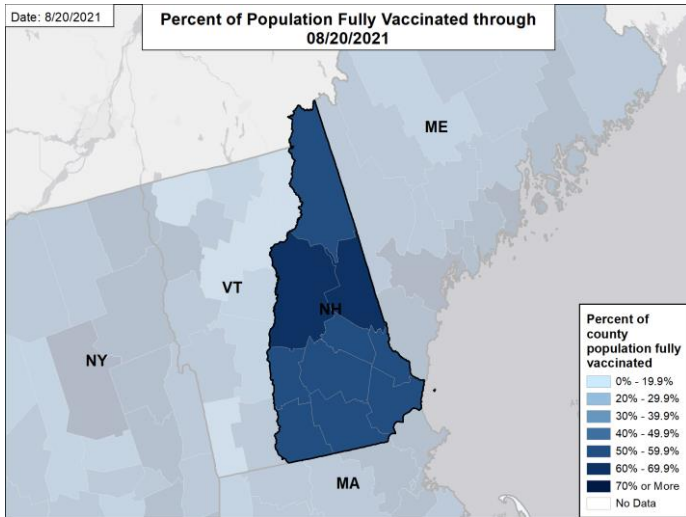 Date: 8/20/2021
Percent of Population Fully Vaccinated through
08/20/2021
ME
VT
NH
NY
MA
Percent of
county
population fully
vaccinated
0% - 19.9%
20% - 29.9%
30% - 39.9%
40% - 49.9%
50% - 59.9%
60% - 69.9%
70% or More
No Data